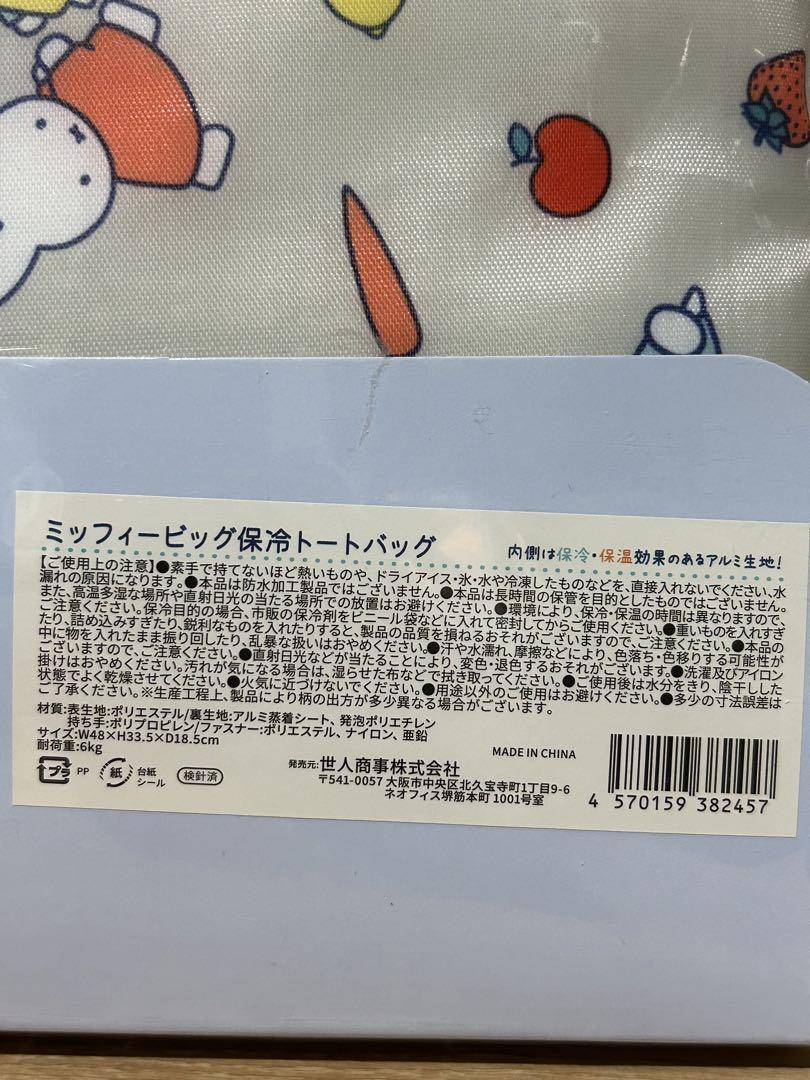 ミッフィービッグ保冷トートバッグ
内側は保冷・保温効果のあるアルミ生地!
【ご使用上の注意】●素手で持てないほど熱いものや、ドライアイス・氷・水や冷凍したものなどを、直接入れないでください、水
漏れの原因になります。●本品は防水加工製品ではございません。●本品は長時間の保管を目的としたものではございません。
また、高温多湿な場所や直射日光の当たる場所での放置はお避けください。●環境により、保冷・保温の時間は異なりますので、
ご注意ください。保冷目的の場合、市販の保冷剤をビニール袋などに入れて密封してからご使用ください。●重いものを入れすぎ
たり、詰め込みすぎたり、鋭利なものを入れたりすると、製品の品質を損ねるおそれがございますので、ご注意ください。●本品の
中に物を入れたまま振り回したり、乱暴な扱いはおやめください。●汗や水濡れ、摩擦などにより、色落ち・色移りする可能性が
ございますので、ご注意ください。●直射日光などが当たることにより、変色・退色するおそれがございます。●洗濯及びアイロン
掛けはおやめください。汚れが気になる場合は、湿らせた布などで拭き取ってください。●ご使用後は水分をきり、陰干しした
状態でよく乾燥させてください。●火気に近づけないでください。●用途以外のご使用はお避けください。●多少の寸法誤差は
ご了承ください。※生産工程上、製品により柄の出方が多少異なる場合がございます。
材質:表生地:ポリエステル/裏生地:アルミ蒸着シート、発泡ポリエチレン
持ち手:ポリプロピレン/ファスナー:ポリエステル、ナイロン、亜鉛
サイズ:W48×H33.5×D18.5cm
耐荷重:6kg
プラ PP 紙 台紙 シール 検針済
MADE IN CHINA
発売元:世人商事株式会社
〒541-0057 大阪市中央区北久宝寺町1丁目9-6
ネオフィス堺筋本町 1001号室
4 570159 382457